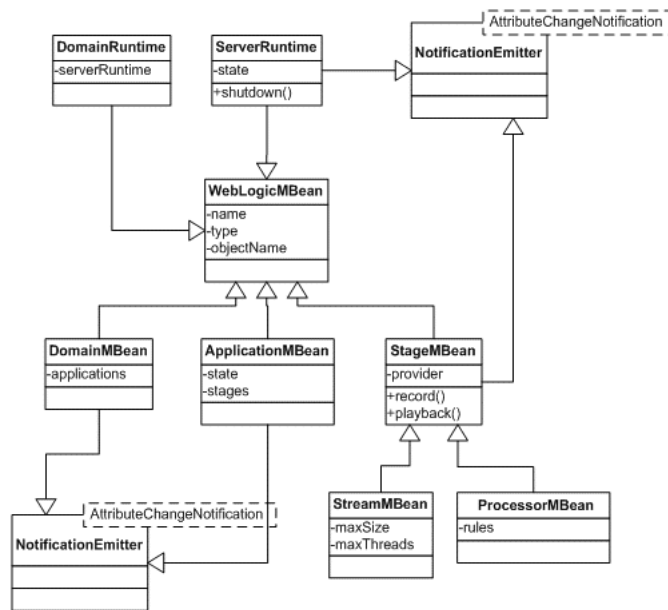 AttributeChangeNotification
DomainRuntime
-serverRuntime
ServerRuntime
-state
+shutdown()
NotificationEmitter
WebLogicMBean
-name
-type
-objectName
DomainMBean
-applications
ApplicationMBean
-state
-stages
StageMBean
-provider
+record()
+playback()
AttributeChangeNotification
NotificationEmitter
StreamMBean
-maxSize
-maxThreads
ProcessorMBean
-rules